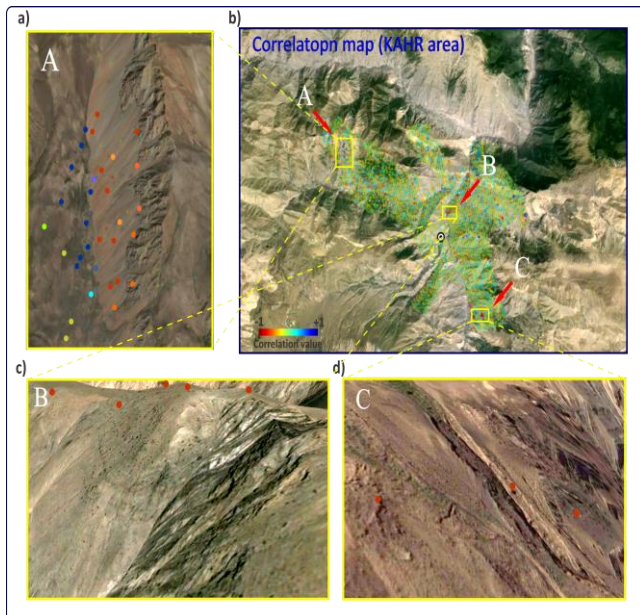 a)
A
b)
Correlatopn map (KAHR area)
A
B
C
-1
+1
Correlation value
c)
B
d)
C